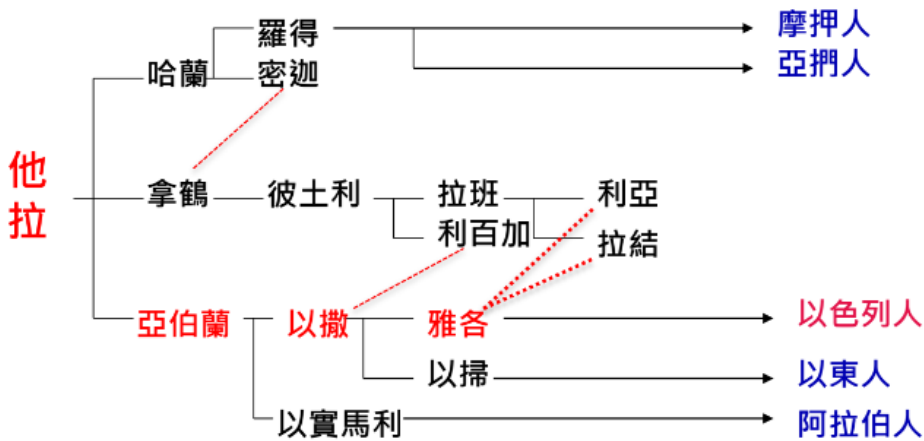 羅得
摩押人
哈蘭
密迦
亞捫人
他拉
拿鶴
彼土利
拉班
利亞
利百加
拉結
亞伯蘭
以撒
雅各
以色列人
以掃
以東人
以實馬利
阿拉伯人